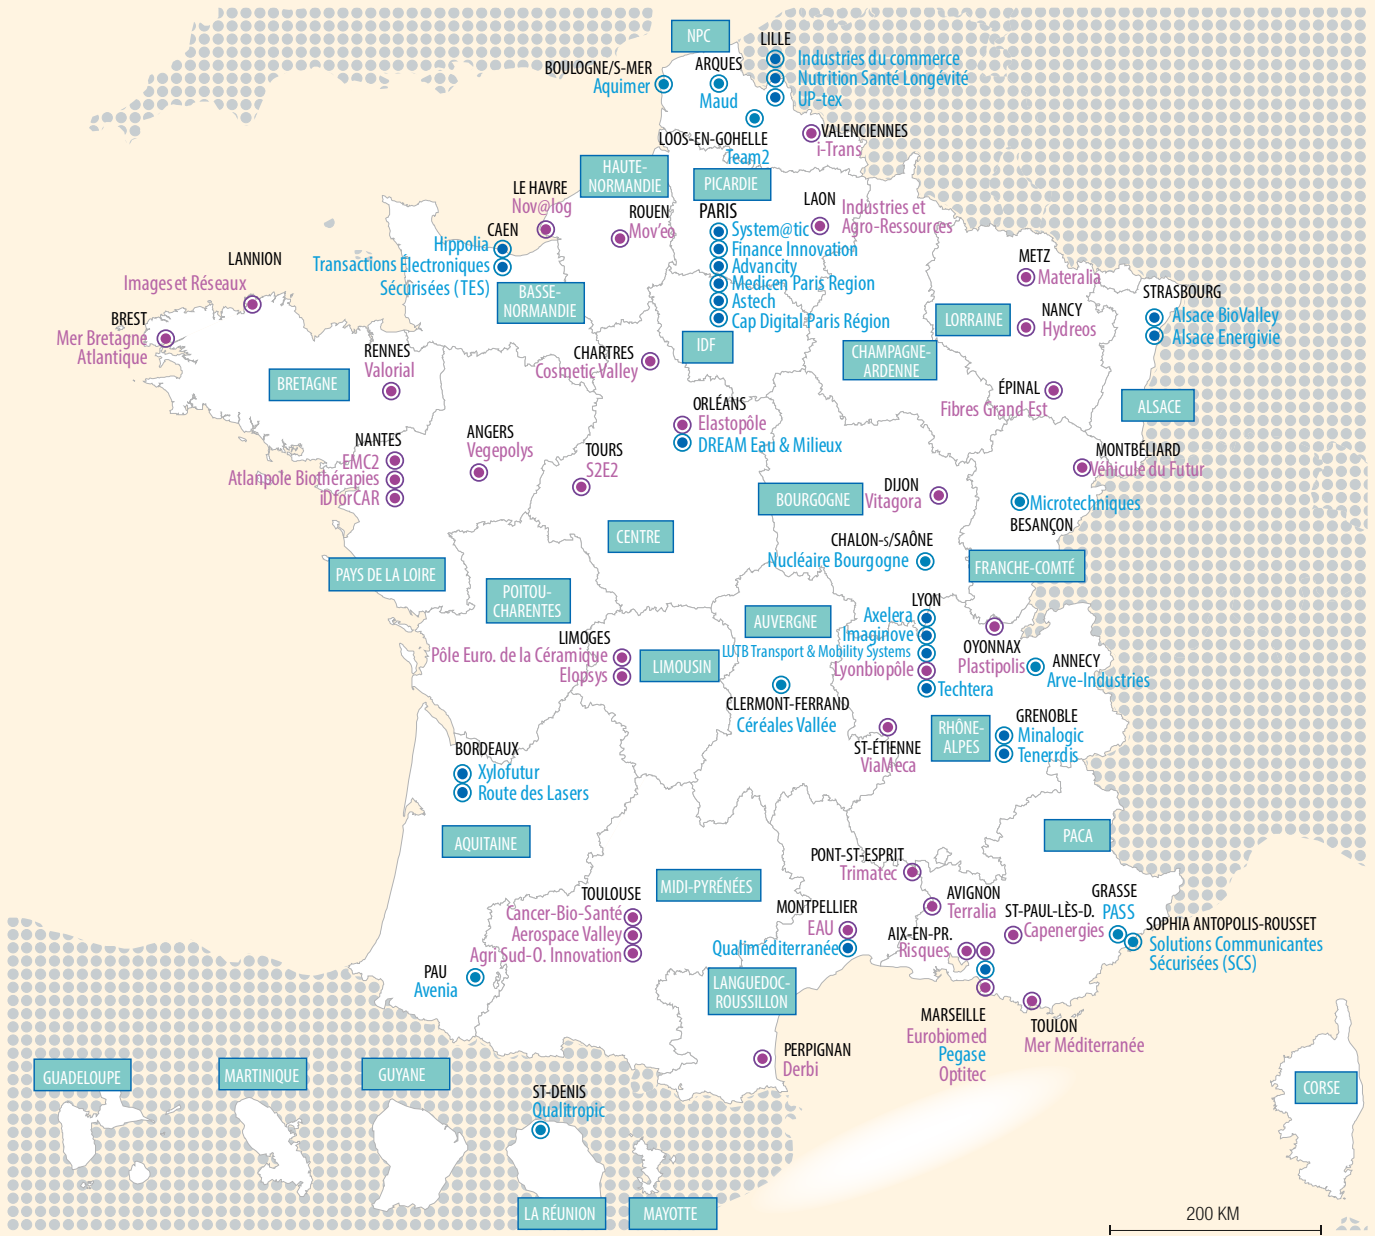 NPC
LILLE
Industries du commerce
Nutrition Santé Longévité
UP-tex
BOULOGNE/S-MER
Aquimer
ARQUES
Maud
LOOS-EN-GOHELLE
Team2
VALENCIENNES
i-Trans
HAUTE-
NORMANDIE
PICARDIE
LE HAVRE
Nov@log
ROUEN
Mov'eo
LAON
Industries et
Agro-Ressources
PARIS
System@tic
Finance Innovation
Advancity
Medicen Paris Region
Astech
Cap Digital Paris Région
CAEN
Hippolia
Transactions Électroniques
Sécurisées (TES)
BASSE-
NORMANDIE
LANNION
Images et Réseaux
BREST
Mer Bretagne
Atlantique
RENNES
Valorial
BRETAGNE
IDF
CHARTRES
Cosmetic Valley
METZ
Materalia
NANCY
Hydreos
LORRAINE
STRASBOURG
Alsace BioValley
Alsace Energivie
CHAMPAGNE-
ARDENNE
ÉPINAL
Fibres Grand Est
ALSACE
ORLÉANS
Elastopôle
DREAM Eau & Milieux
NANTES
EMC2
Atlanpole Biothérapies
iDforCAR
ANGERS
Vegepolys
TOURS
S2E2
MONTBÉLIARD
Véhicule du Futur
BOURGOGNE
DIJON
Vitagora
Microtechniques
BESANÇON
CENTRE
CHALON-s/SAÔNE
Nucléaire Bourgogne
FRANCHE-COMTÉ
PAYS DE LA LOIRE
POITOU-
CHARENTES
AUVERGNE
LYON
Axelera
Imaginove
LUTB Transport & Mobility Systems
Lyonbiopôle
Techtera
LIMOGES
Pôle Euro. de la Céramique
Elopsys
LIMOUSIN
OYONNAX
Plastipolis
ANNECY
Arve-Industries
CLERMONT-FERRAND
Céréales Vallée
ST-ÉTIENNE
ViaMeca
RHÔNE-
ALPES
GRENOBLE
Minalogic
Tenerrdis
BORDEAUX
Xylofutur
Route des Lasers
AQUITAINE
PACA
PONT-ST-ESPRIT
Trimatec
MIDI-PYRÉNÉES
TOULOUSE
Cancer-Bio-Santé
Aerospace Valley
Agri Sud-O. Innovation
MONTPELLIER
EAU
Qualiméditerranée
AVIGNON
Terralia
ST-PAUL-LÈS-D.
Capenergies
GRASSE
PASS
SOPHIA ANTOPOLIS-ROUSSET
Solutions Communicantes
Sécurisées (SCS)
AIX-EN-PR.
Risques
PAU
Avenia
LANGUEDOC-
ROUSSILLON
MARSEILLE
Eurobiomed
Pegase
Optitec
TOULON
Mer Méditerranée
PERPIGNAN
Derbi
GUADELOUPE
MARTINIQUE
GUYANE
ST-DENIS
Qualitropic
CORSE
LA RÉUNION
MAYOTTE
200 KM